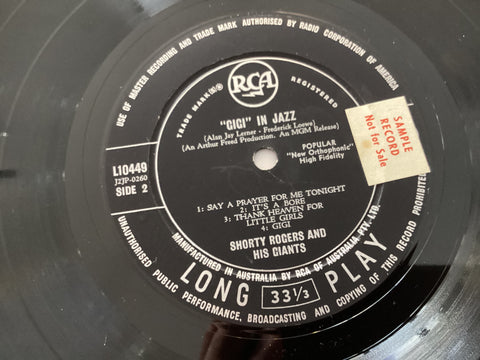 USE OF MASTER RECORDING AND TRADE MARK AUTHORISED BY RADIO CORPORATION OF AMERICA
TRADE MARK(S)® RCA REGISTERED
"GIGI" IN JAZZ
(Alan Jay Lerner - Frederick Loewe)
(An Arthur Freed Production. An MGM Release)
L10449
J2JP-0260
SIDE 2
POPULAR
"New Orthophonic"
High Fidelity
SAMPLE
RECORD
Not for Sale
1: SAY A PRAYER FOR ME TONIGHT
2: IT'S A BORE
3: THANK HEAVEN FOR
LITTLE GIRLS
4: GIGI
SHORTY ROGERS AND
HIS GIANTS
MANUFACTURED IN AUSTRALIA BY RCA OF AUSTRALIA PTY. LTD.
LONG 33⅓ PLAY
UNAUTHORISED PUBLIC PERFORMANCE, BROADCASTING AND COPYING OF THIS RECORD PROHIBITED